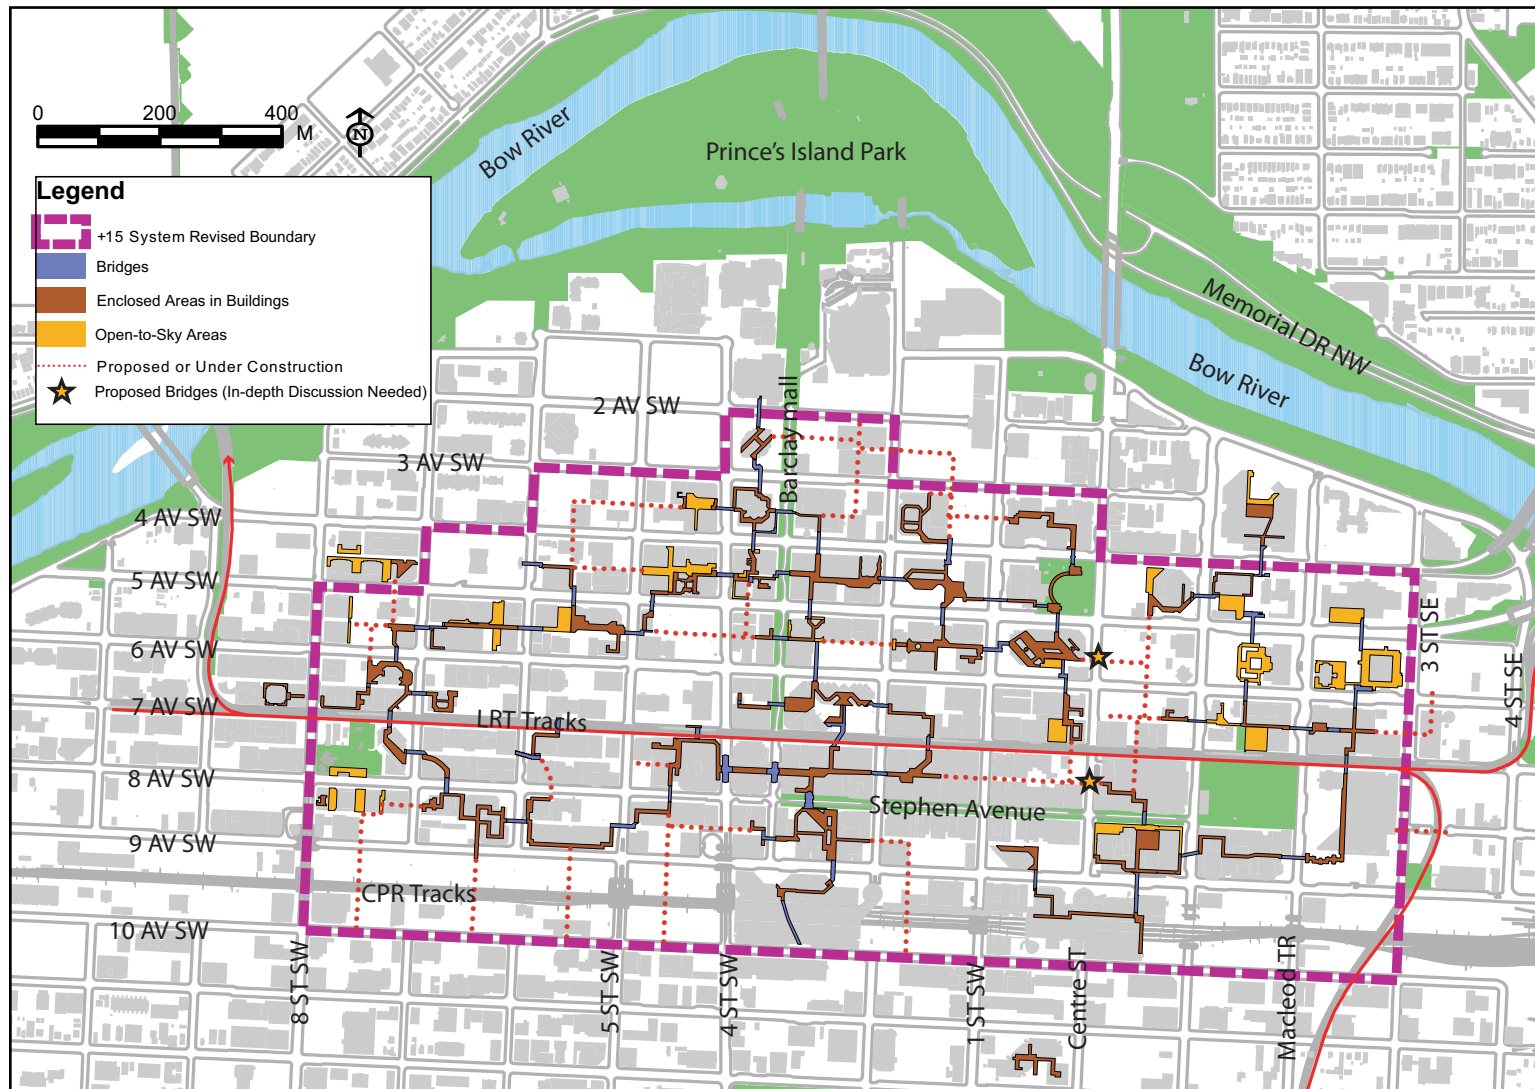 0 200 400
M
N
Bow River
Prince's Island Park
Legend
+15 System Revised Boundary
Bridges
Enclosed Areas in Buildings
Open-to-Sky Areas
Proposed or Under Construction
Proposed Bridges (In-depth Discussion Needed)
Memorial DR NW
Bow River
2 AV SW
Barclay mall
3 AV SW
4 AV SW
5 AV SW
6 AV SW
7 AV SW
LRT Tracks
8 AV SW
Stephen Avenue
9 AV SW
CPR Tracks
10 AV SW
3 ST SE
4 ST SE
8 ST SW
5 ST SW
4 ST SW
1 ST SW
Centre ST
Macleod TR